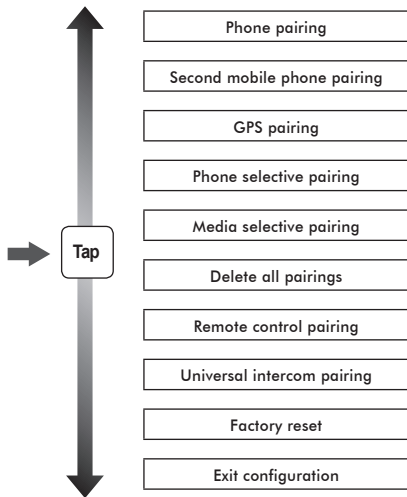 Phone pairing
Second mobile phone pairing
GPS pairing
Phone selective pairing
Media selective pairing
Tap
Delete all pairings
Remote control pairing
Universal intercom pairing
Factory reset
Exit configuration